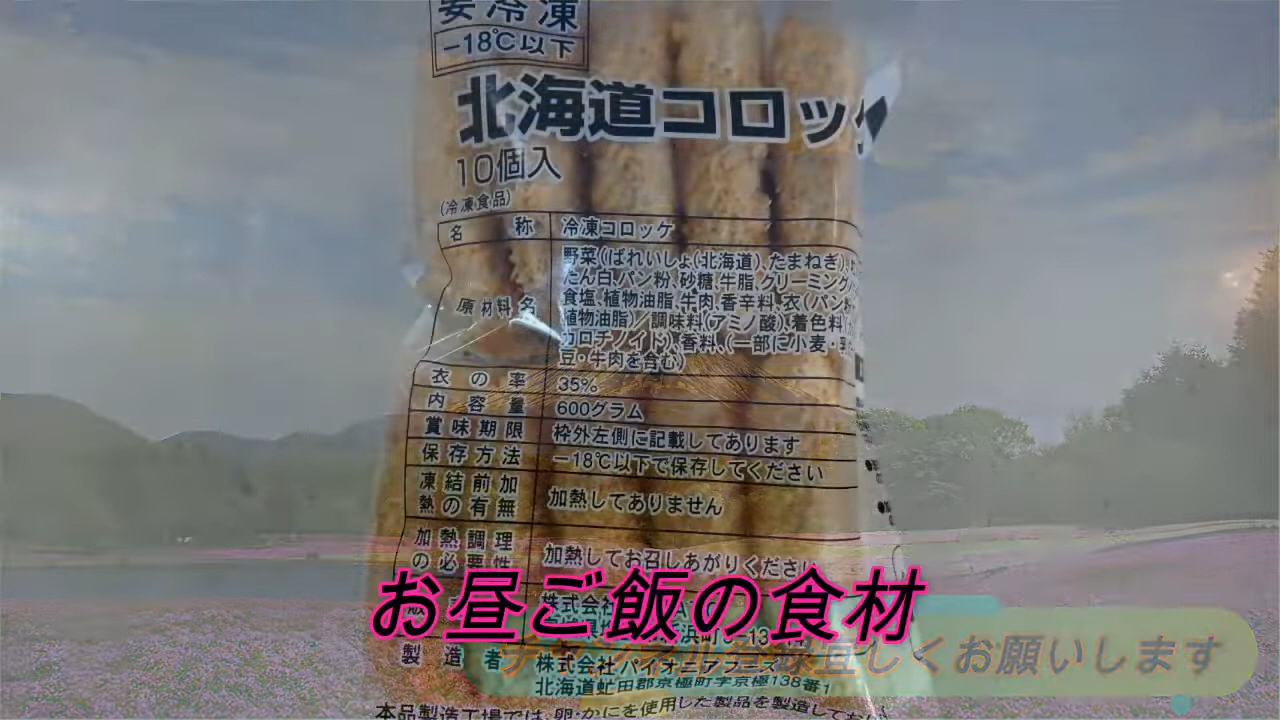 要冷凍
-18℃以下
北海道コロッケ
10個入
(冷凍食品)
名称 冷凍コロッケ
原材料名 野菜(ばれいしょ(北海道)、たまねぎ)、
たん白、パン粉、砂糖、牛脂、クリーミング
食塩、植物油脂、牛肉、香辛料、衣(パン粉
植物油脂)/調味料(アミノ酸)、着色料(
カロチノイド)、香料、(一部に小麦・
豆・牛肉を含む)
衣の率 35%
内容量 600グラム
賞味期限 枠外左側に記載してあります
保存方法 -18℃以下で保存してください
凍結前加熱の有無 加熱してありません
加熱調理の必要性 加熱してお召しあがりください
お昼ご飯の食材
株式会社
宜しくお願いします
製造者 株式会社パイオニアフーズ
北海道虻田郡京極町字京極138番1
本品製造工場では、卵・かにを使用した製品を製造してお